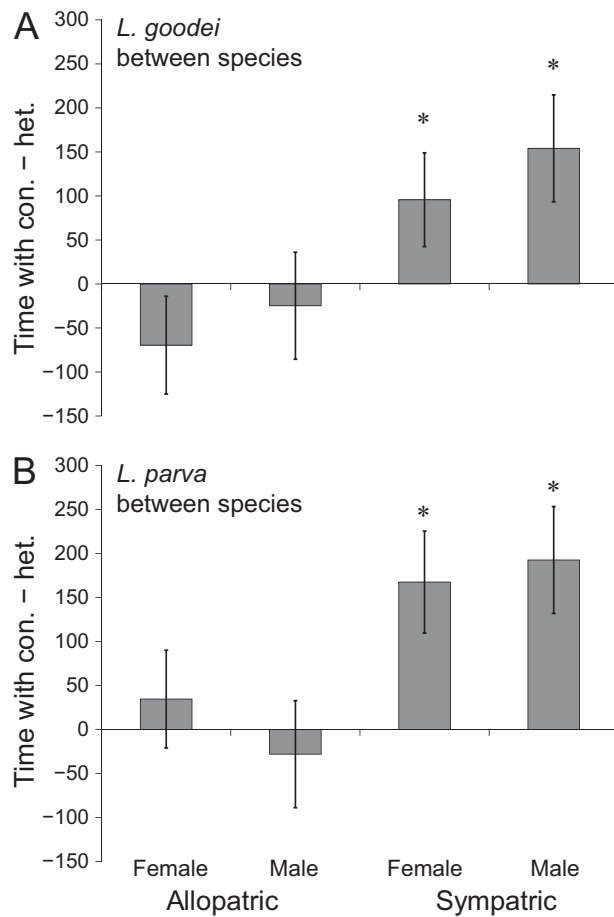 A
L. goodei
between species
Time with con. – het.
300
250
200
150
100
50
0
−50
−100
−150
*
*
B
L. parva
between species
Time with con. – het.
300
250
200
150
100
50
0
−50
−100
−150
*
*
Female Male Female Male
Allopatric Sympatric